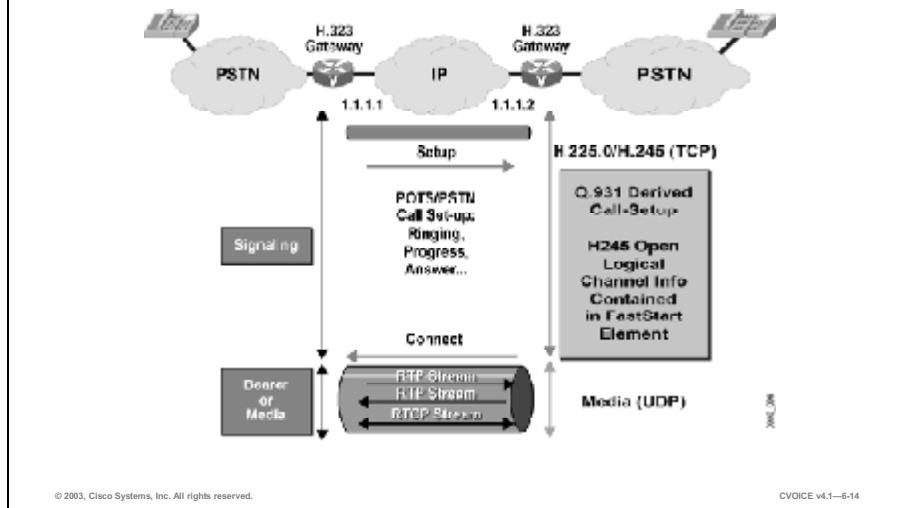 H.323
Gateway
H.323
Gateway
PSTN
IP
PSTN
1.1.1.1
1.1.1.2
Setup
H.225.0/H.245 (TCP)
POTS/PSTN
Call Set-up:
Ringing,
Progress,
Answer...
Signaling
Q.931 Derived
Call-Setup
H245 Open
Logical
Channel Info
Contained
in FastStart
Element
Connect
Bearer
or
Media
RTP Stream
RTP Stream
RTCP Stream
Media (UDP)
© 2003, Cisco Systems, Inc. All rights reserved.
CVOICE v4.1—6-14